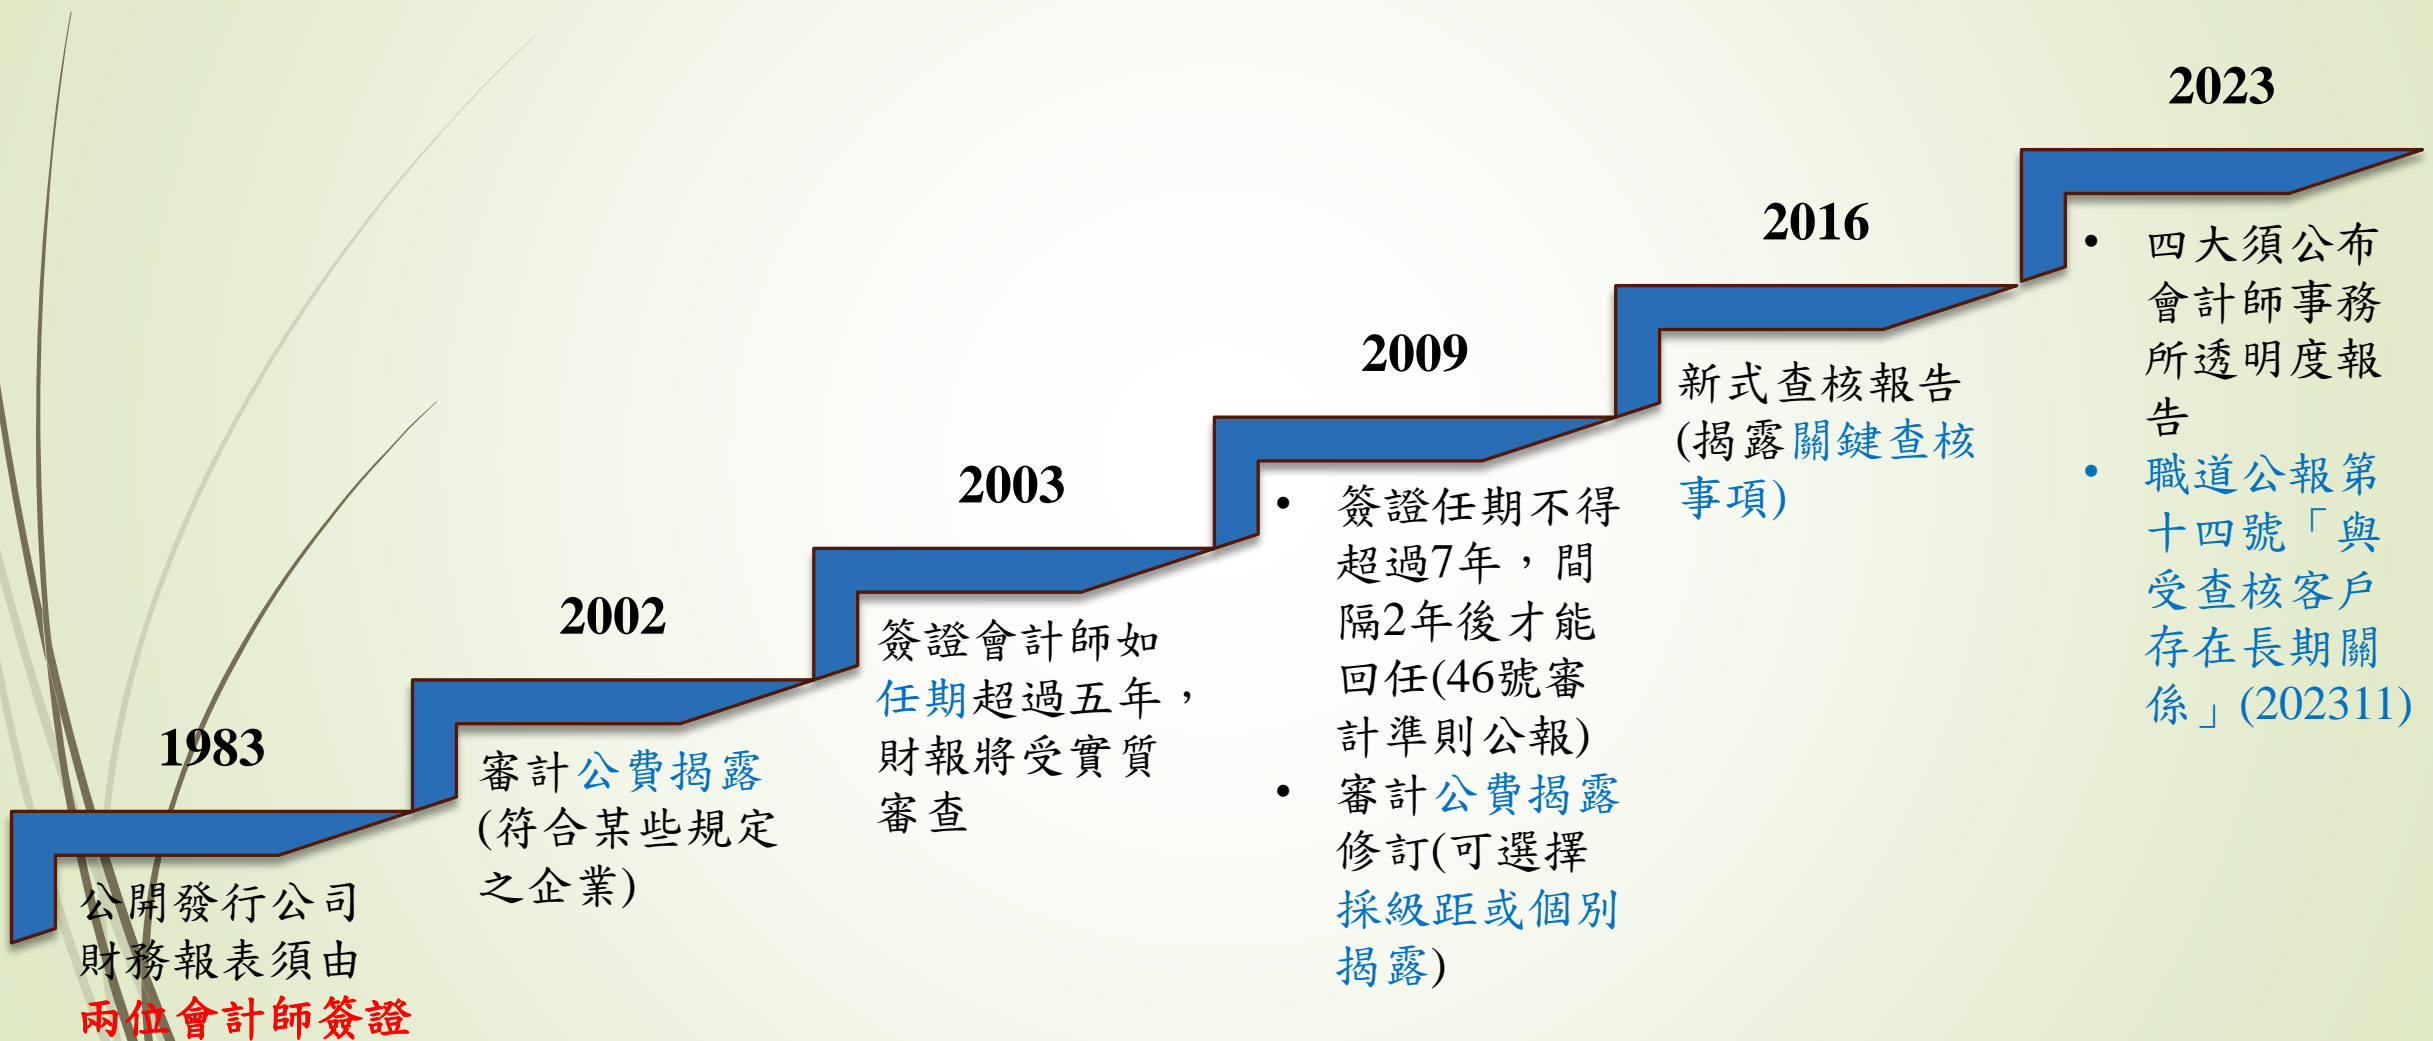 1983
公開發行公司
財務報表須由
兩位會計師簽證
2002
審計公費揭露
(符合某些規定
之企業)
2003
簽證會計師如
任期超過五年，
財報將受實質
審查
2009
• 簽證任期不得
超過7年，間
隔2年後才能
回任(46號審
計準則公報)
• 審計公費揭露
修訂(可選擇
採級距或個別
揭露)
2016
新式查核報告
(揭露關鍵查核
事項)
2023
• 四大須公布
會計師事務
所透明度報
告
• 職道公報第
十四號「與
受查核客戶
存在長期關
係」(202311)